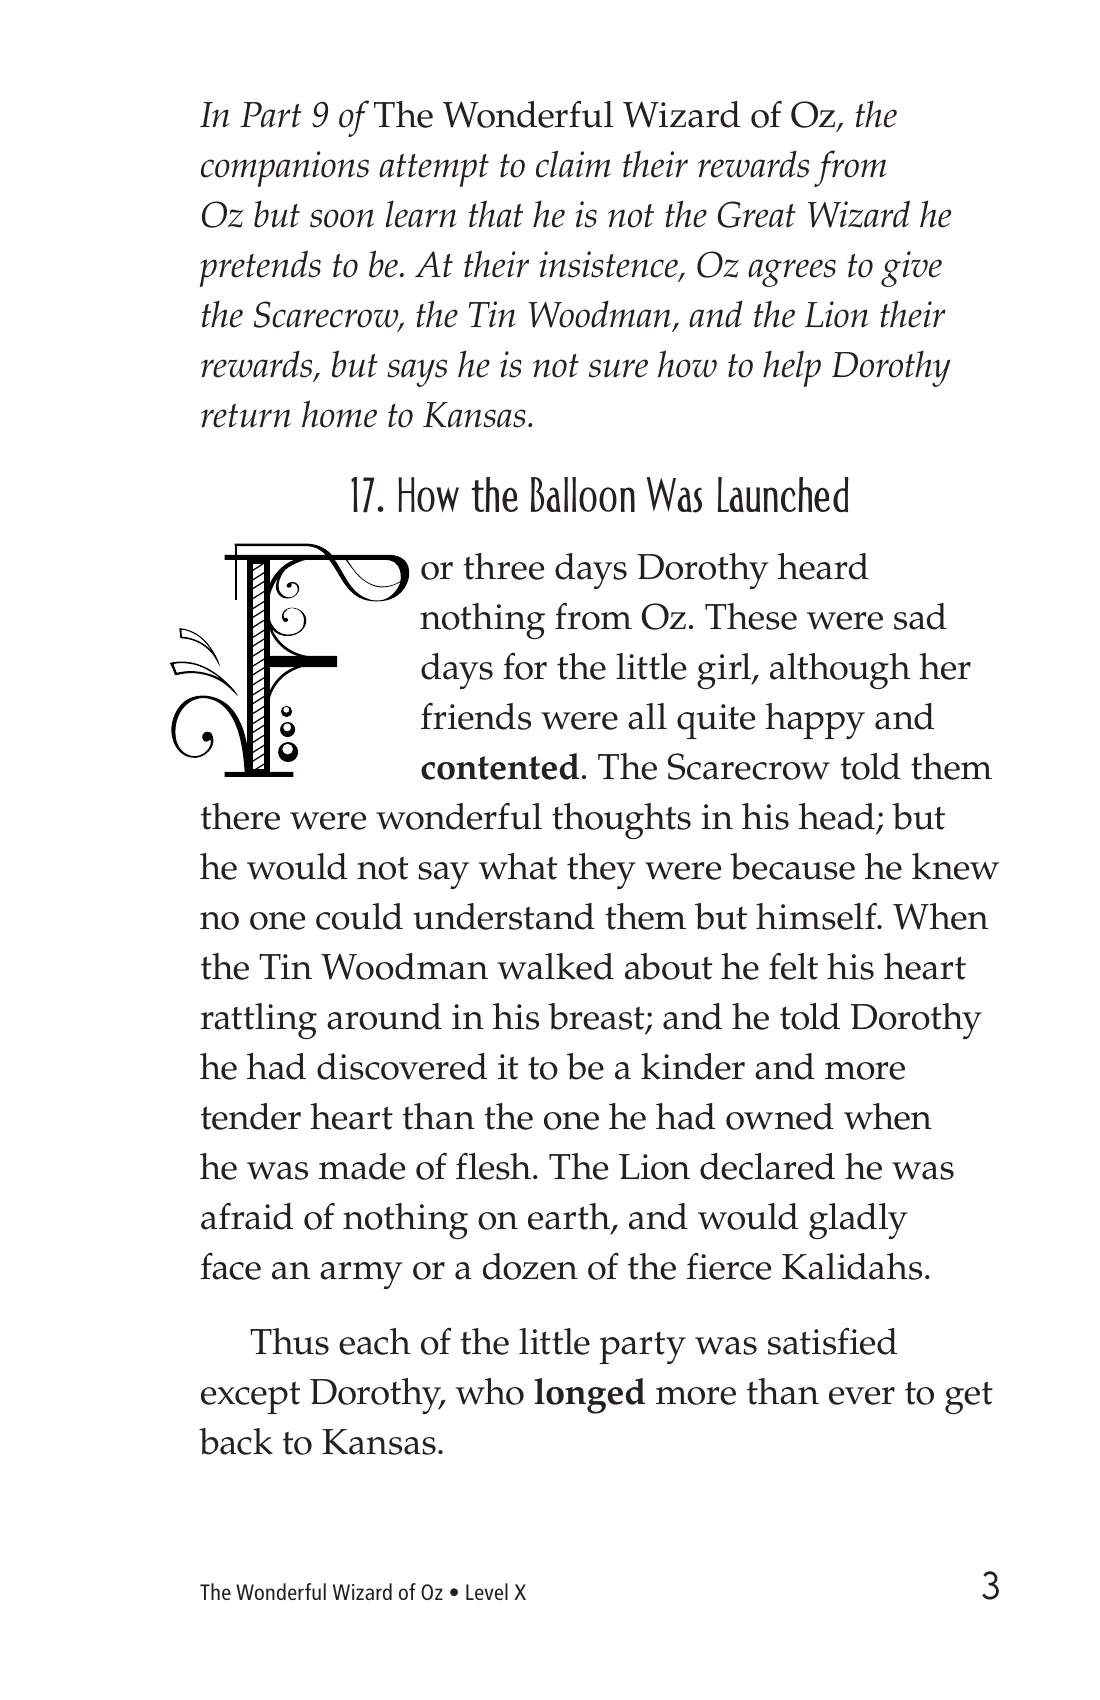 In Part 9 of The Wonderful Wizard of Oz, the
companions attempt to claim their rewards from
Oz but soon learn that he is not the Great Wizard he
pretends to be. At their insistence, Oz agrees to give
the Scarecrow, the Tin Woodman, and the Lion their
rewards, but says he is not sure how to help Dorothy
return home to Kansas.
17. How the Balloon Was Launched
For three days Dorothy heard
nothing from Oz. These were sad
days for the little girl, although her
friends were all quite happy and
contented. The Scarecrow told them
there were wonderful thoughts in his head; but
he would not say what they were because he knew
no one could understand them but himself. When
the Tin Woodman walked about he felt his heart
rattling around in his breast; and he told Dorothy
he had discovered it to be a kinder and more
tender heart than the one he had owned when
he was made of flesh. The Lion declared he was
afraid of nothing on earth, and would gladly
face an army or a dozen of the fierce Kalidahs.
Thus each of the little party was satisfied
except Dorothy, who longed more than ever to get
back to Kansas.
The Wonderful Wizard of Oz • Level X
3